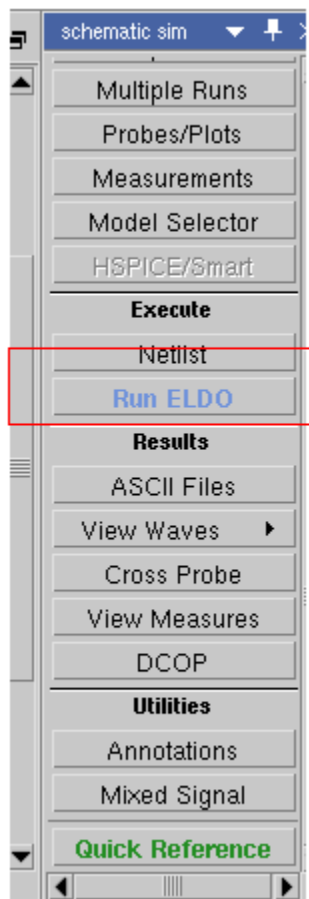 schematic sim
Multiple Runs
Probes/Plots
Measurements
Model Selector
HSPICE/Smart
Execute
Netlist
Run ELDO
Results
ASCII Files
View Waves
Cross Probe
View Measures
DCOP
Utilities
Annotations
Mixed Signal
Quick Reference